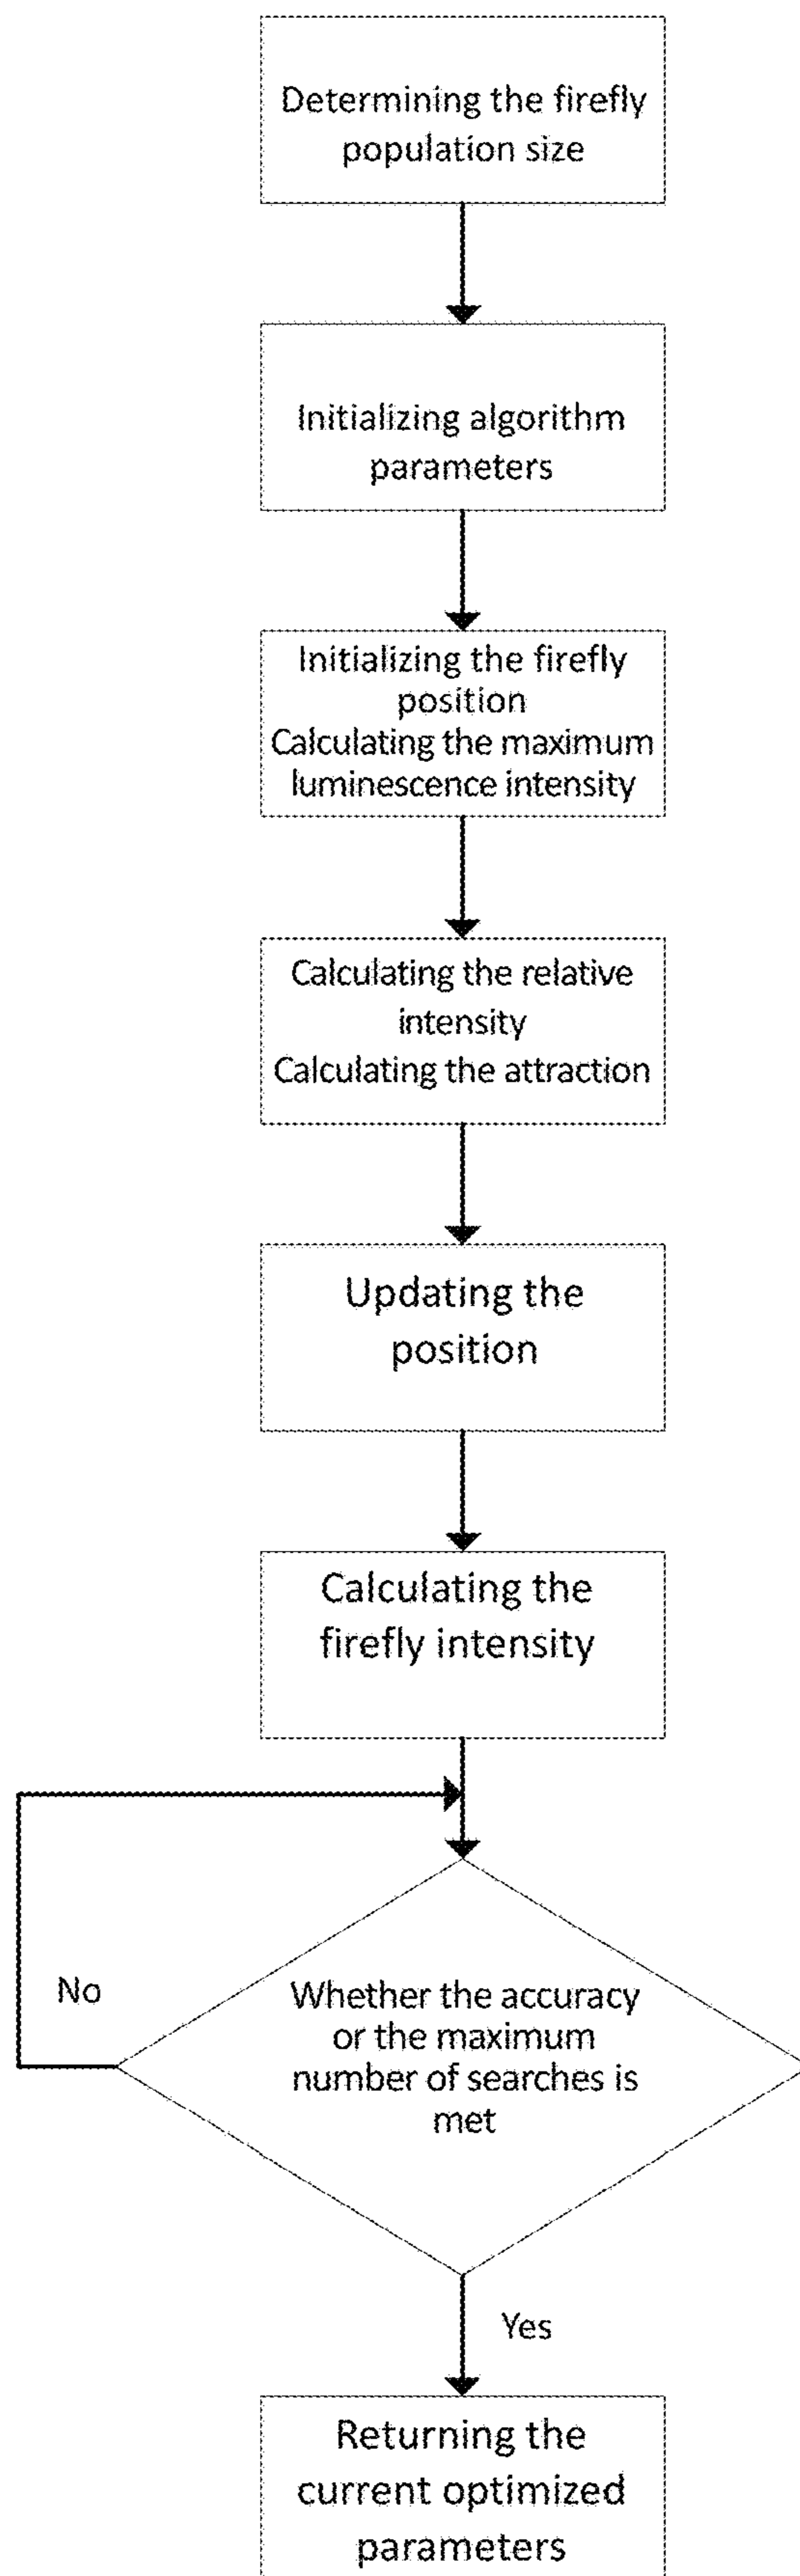 Determining the firefly
population size
Initializing algorithm
parameters
Initializing the firefly
position
Calculating the maximum
luminescence intensity
Calculating the relative
intensity
Calculating the attraction
Updating the
position
Calculating the
firefly intensity
No
Whether the accuracy
or the maximum
number of searches is
met
Yes
Returning the
current optimized
parameters